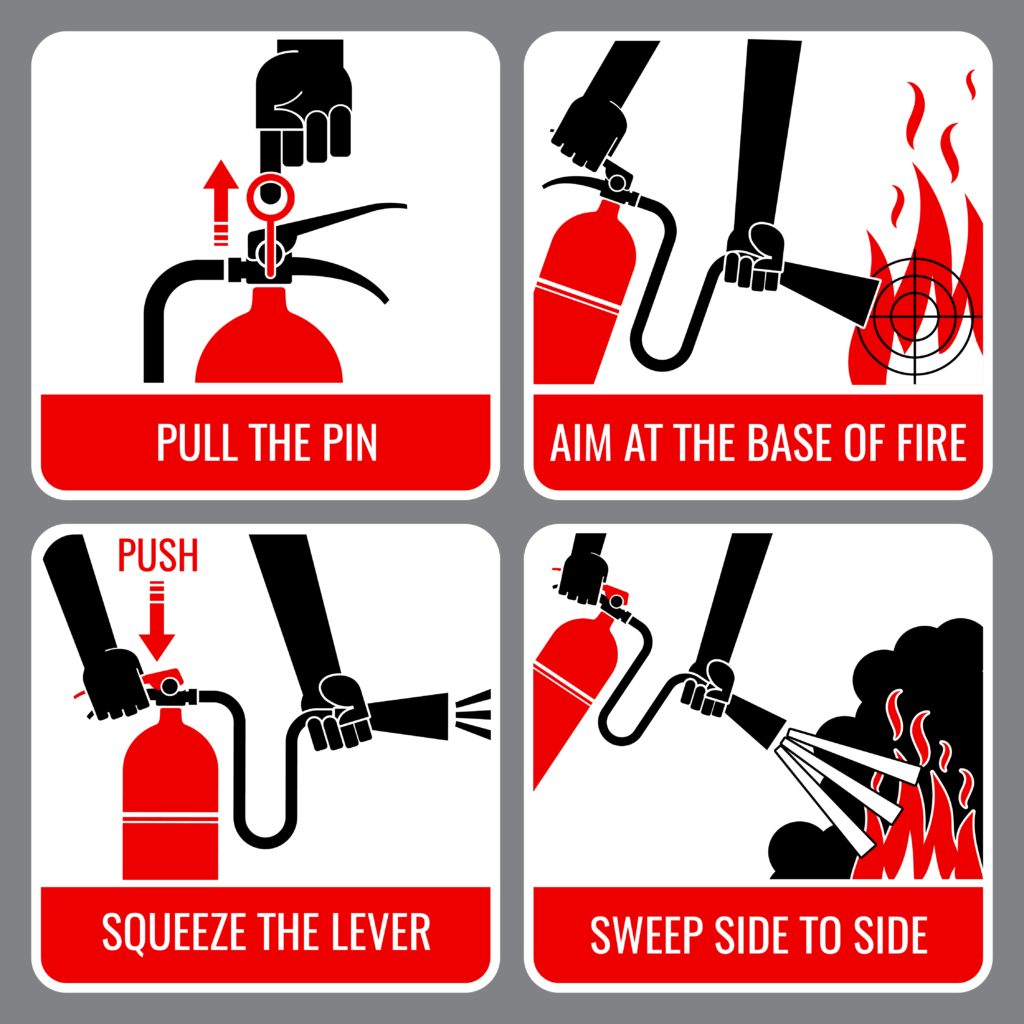 PULL THE PIN
AIM AT THE BASE OF FIRE
PUSH
SQUEEZE THE LEVER
SWEEP SIDE TO SIDE